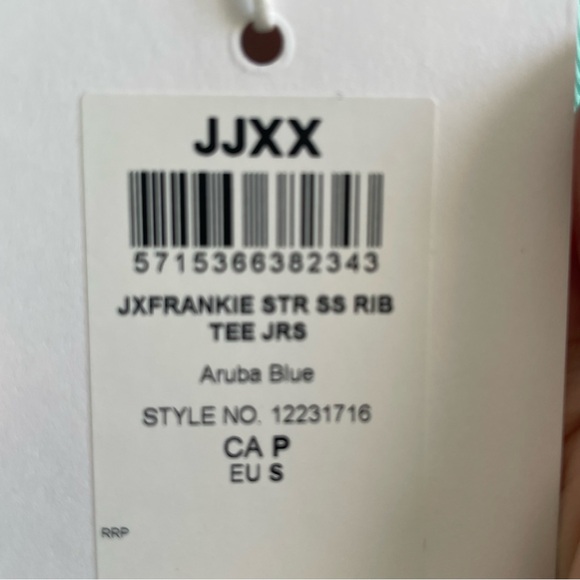 JJXX
5715366382343
JXFRANKIE STR SS RIB
TEE JRS
Aruba Blue
STYLE NO. 12231716
CA P
EU S
RRP